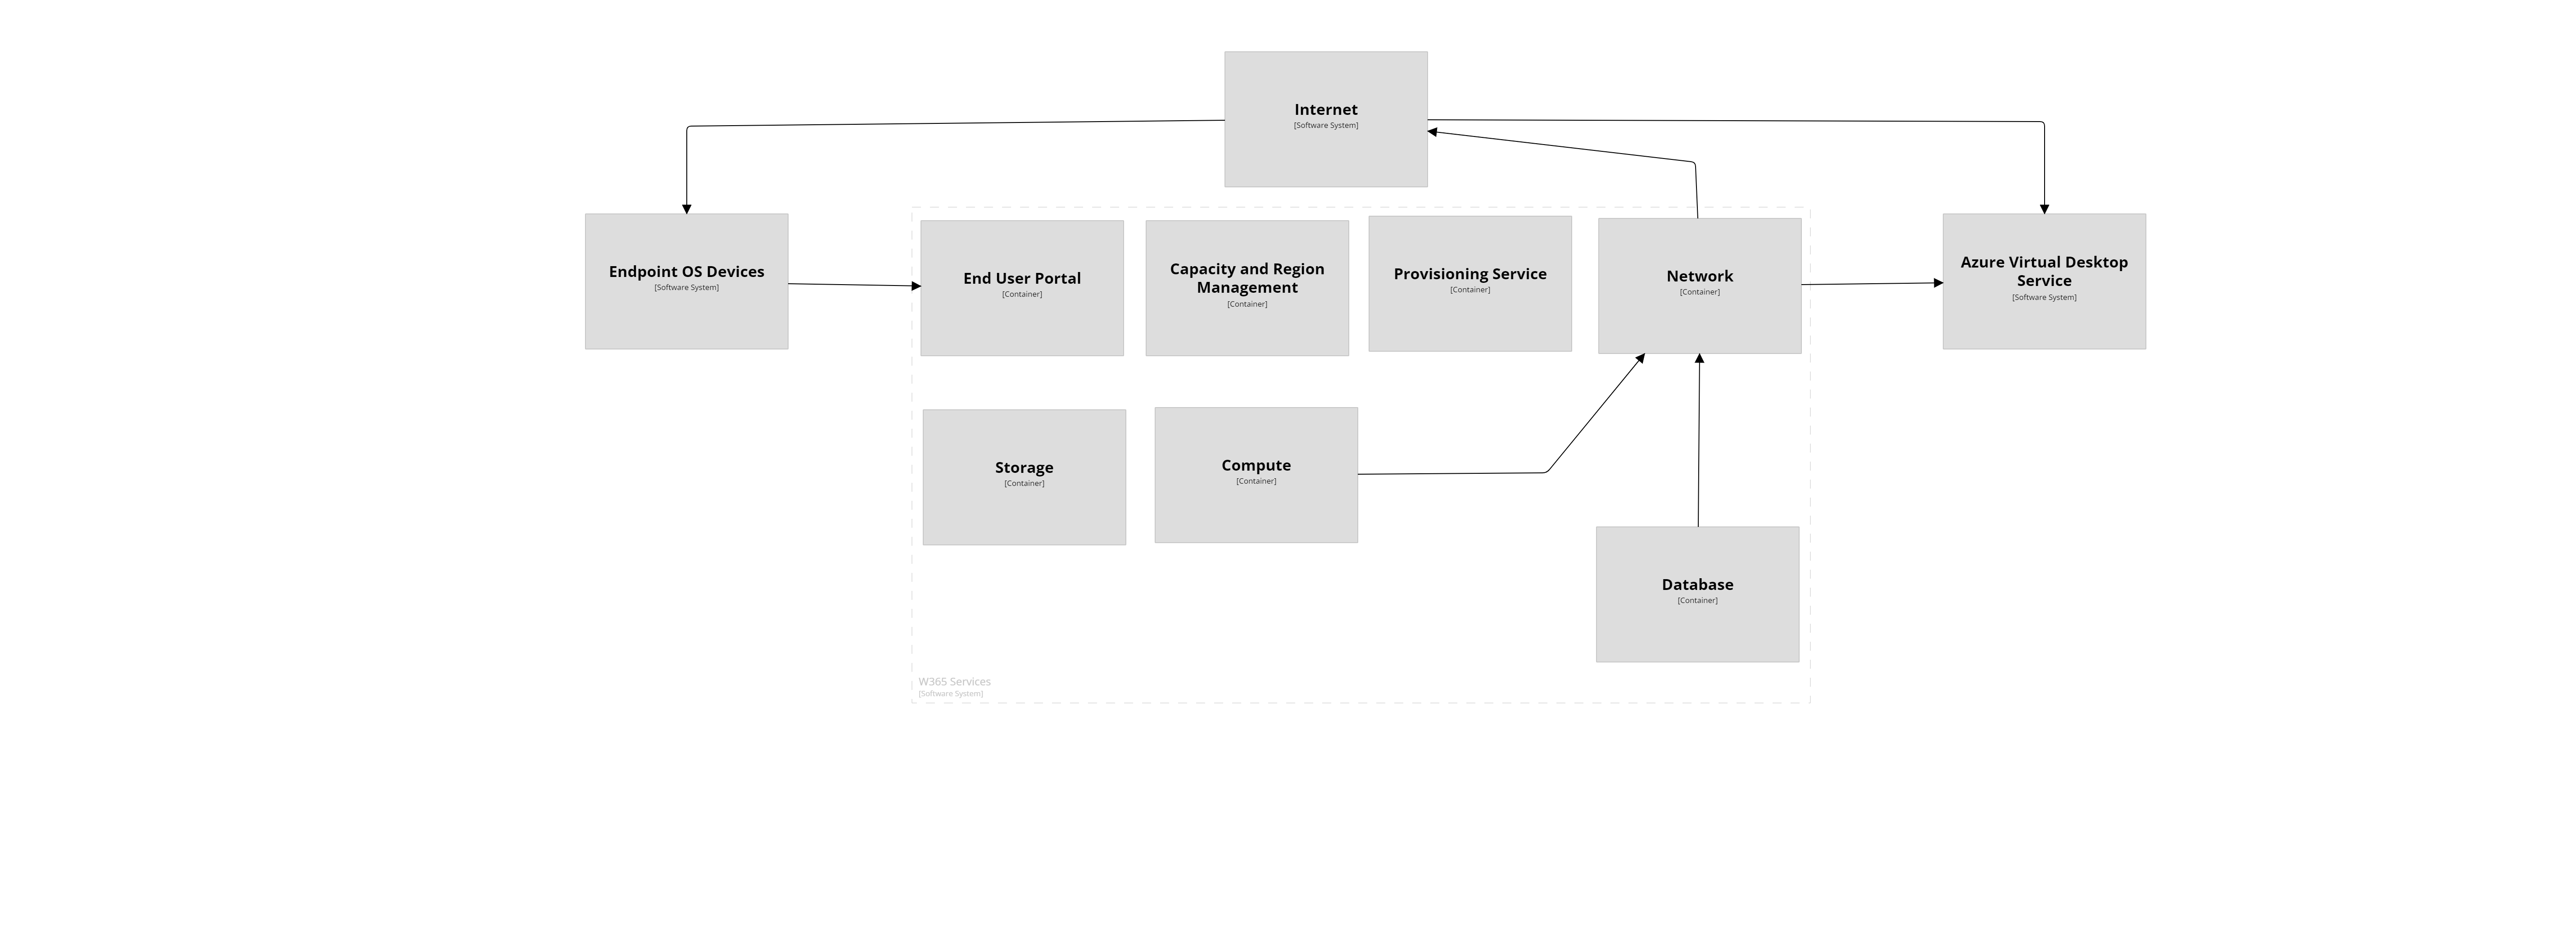 Internet
[Software System]
Endpoint OS Devices
[Software System]
End User Portal
[Container]
Capacity and Region
Management
[Container]
Provisioning Service
[Container]
Network
[Container]
Azure Virtual Desktop
Service
[Software System]
Storage
[Container]
Compute
[Container]
Database
[Container]
W365 Services
[Software System]